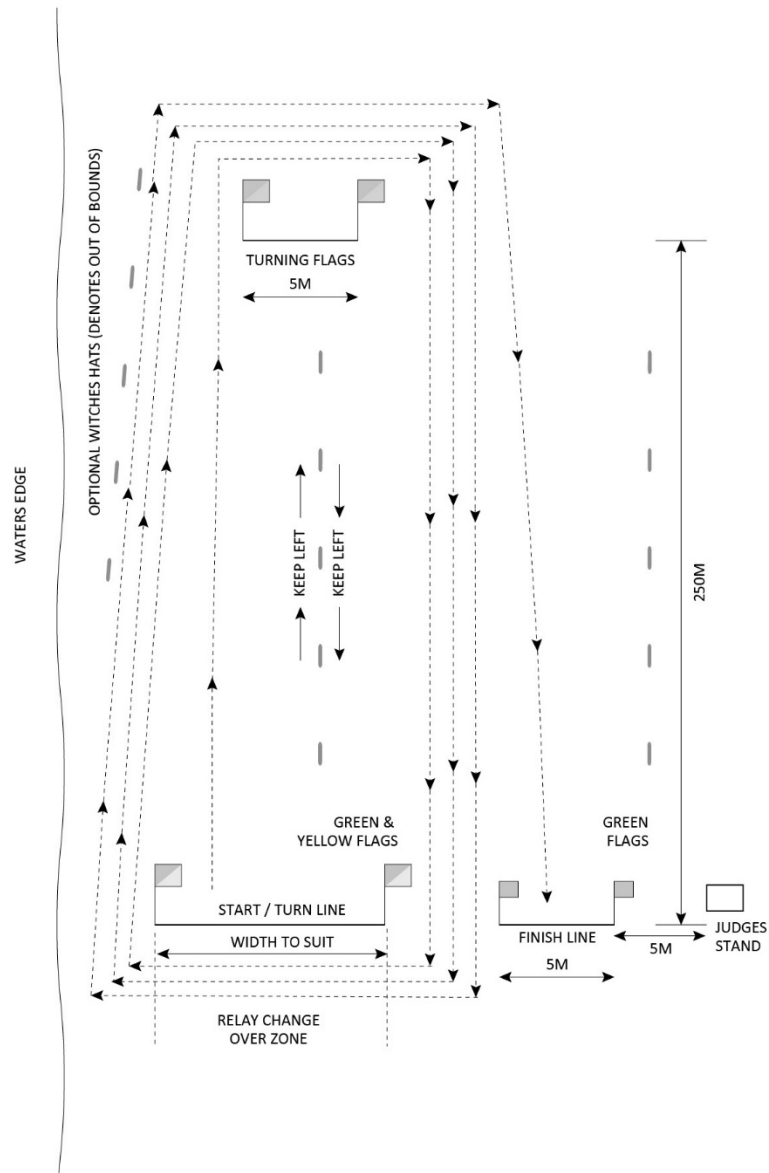 WATERS EDGE
OPTIONAL WITCHES HATS (DENOTES OUT OF BOUNDS)
TURNING FLAGS
5M
KEEP LEFT
KEEP LEFT
250M
GREEN &
YELLOW FLAGS
GREEN
FLAGS
START / TURN LINE
WIDTH TO SUIT
FINISH LINE
5M
5M
JUDGES
STAND
RELAY CHANGE
OVER ZONE